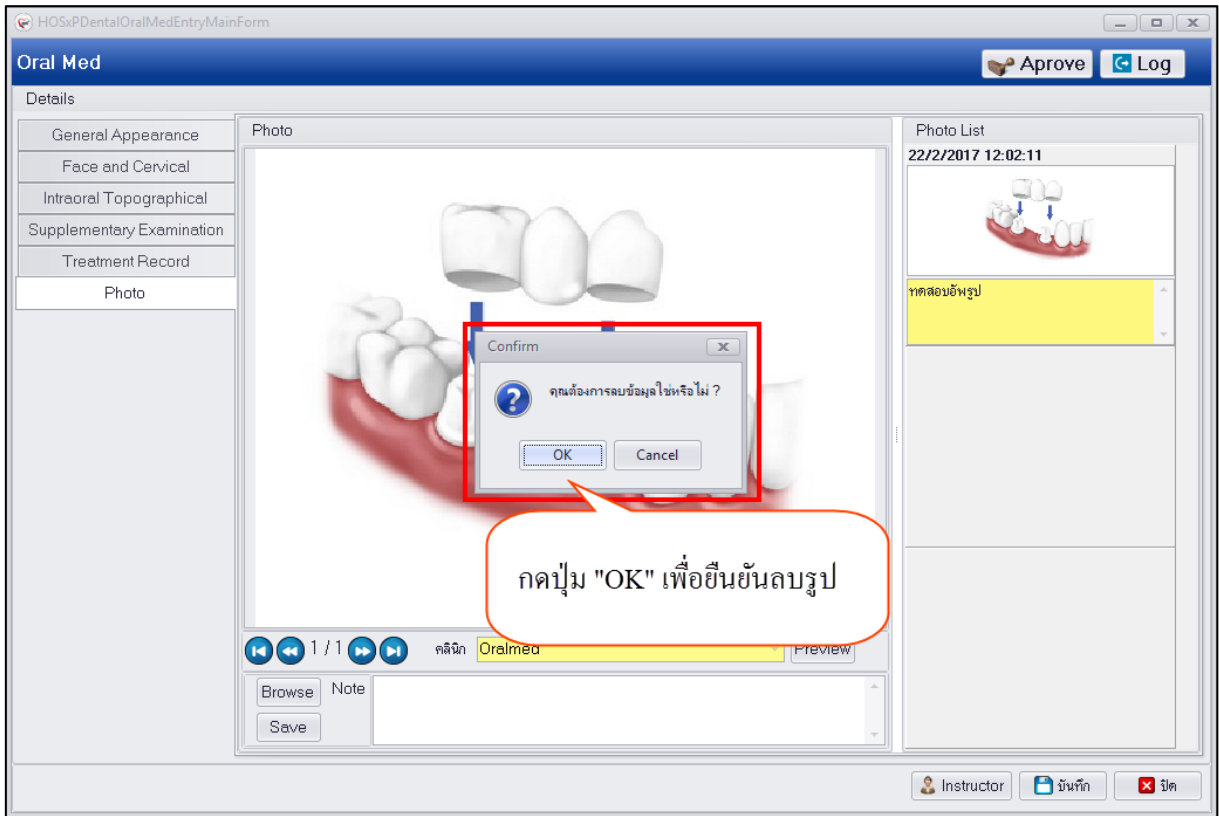 HOSxPDentalOralMedEntryMainForm
Oral Med
Aprove
Log
Details
General Appearance
Face and Cervical
Intraoral Topographical
Supplementary Examination
Treatment Record
Photo
Photo
Photo List
22/2/2017 12:02:11
ทดสอบอัพรูป
Confirm
คุณต้องการลบข้อมูลใช่หรือไม่ ?
OK
Cancel
กดปุ่ม "OK" เพื่อยืนยันลบรูป
1 / 1
คลินิก
Oralmed
Preview
Browse
Note
Save
Instructor
บันทึก
ปิด